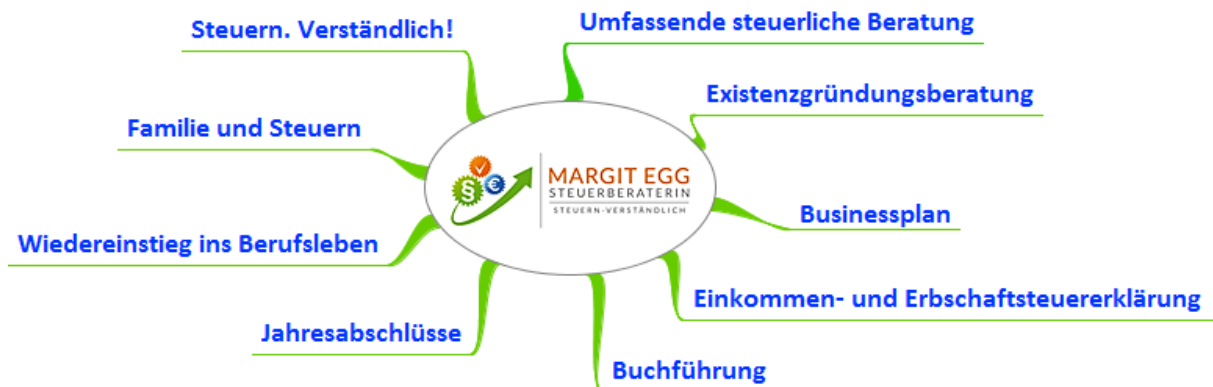 Steuern. Verständlich!
Umfassende steuerliche Beratung
Existenzgründungsberatung
Familie und Steuern
§
€
MARGIT EGG
STEUERBERATERIN
STEUERN-VERSTÄNDLICH
Businessplan
Wiedereinstieg ins Berufsleben
Einkommen- und Erbschaftsteuererklärung
Jahresabschlüsse
Buchführung